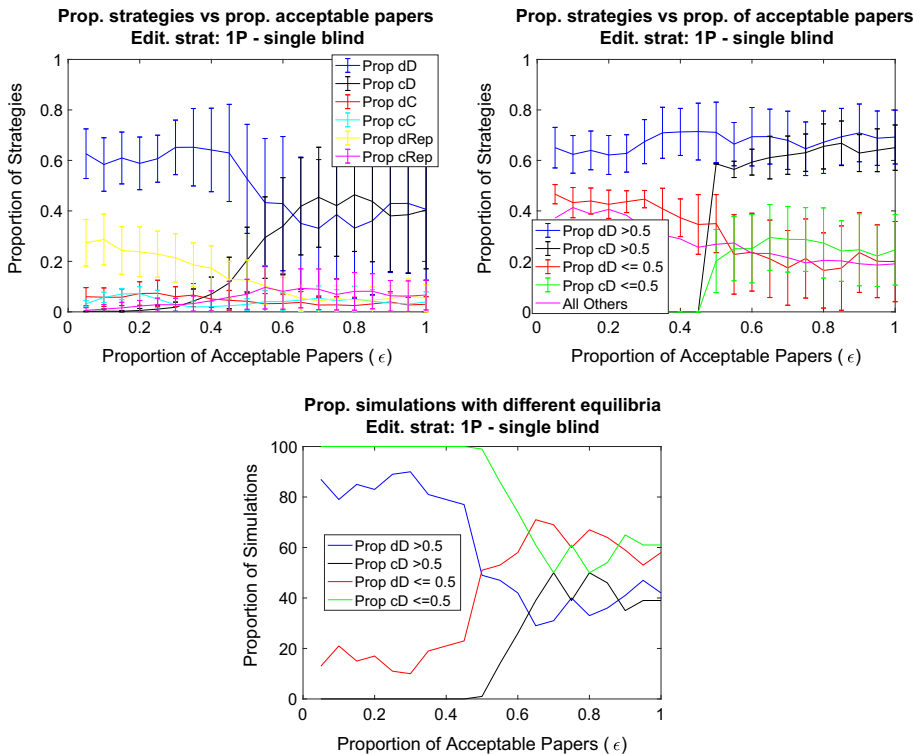 Prop. strategies vs prop. acceptable papers
Edit. strat: 1P - single blind
1
0.8
0.6
0.4
0.2
0
Proportion of Strategies
Prop dD
Prop cD
Prop dC
Prop cC
Prop dRep
Prop cRep
0 0.2 0.4 0.6 0.8 1
Proportion of Acceptable Papers ( ϵ )
Prop. strategies vs prop. of acceptable papers
Edit. strat: 1P - single blind
1
0.8
0.6
0.4
0.2
0
Proportion of Strategies
Prop dD >0.5
Prop cD >0.5
Prop dD <= 0.5
Prop cD <=0.5
All Others
0 0.2 0.4 0.6 0.8 1
Proportion of Acceptable Papers ( ϵ )
Prop. simulations with different equilibria
Edit. strat: 1P - single blind
100
80
60
40
20
0
Proportion of Simulations
Prop dD >0.5
Prop cD >0.5
Prop dD <= 0.5
Prop cD <=0.5
0 0.2 0.4 0.6 0.8 1
Proportion of Acceptable Papers ( ϵ )